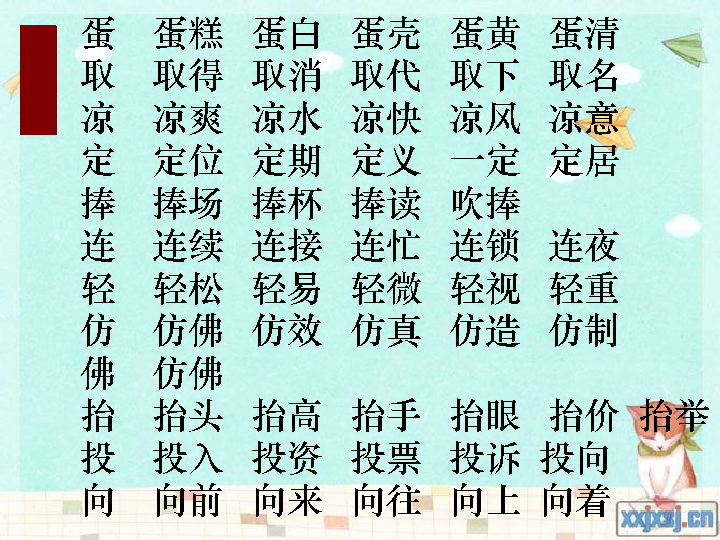 蛋 蛋糕 蛋白 蛋壳 蛋黄 蛋清
取 取得 取消 取代 取下 取名
凉 凉爽 凉水 凉快 凉风 凉意
定 定位 定期 定义 一定 定居
捧 捧场 捧杯 捧读 吹捧
连 连续 连接 连忙 连锁 连夜
轻 轻松 轻易 轻微 轻视 轻重
仿 仿佛 仿效 仿真 仿造 仿制
佛 仿佛
抬 抬头 抬高 抬手 抬眼 抬价 抬举
投 投入 投资 投票 投诉 投向
向 向前 向来 向往 向上 向着
xxjxsj.cn